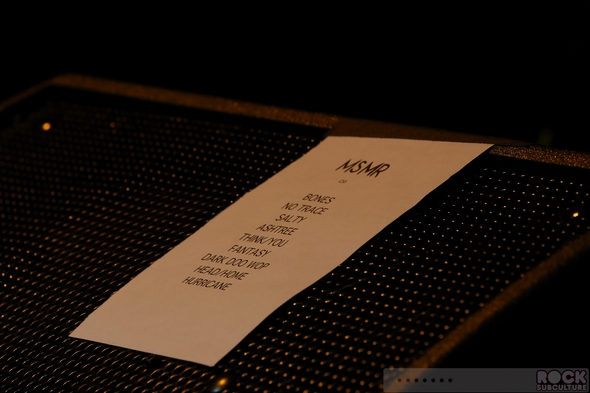 MSMR
BONES
NO TRACE
SALTY
ASHTREE
THINK/YOU
FANTASY
DARK DOO WOP
HEAD/HOME
HURRICANE
ROCK
SUBCULTURE